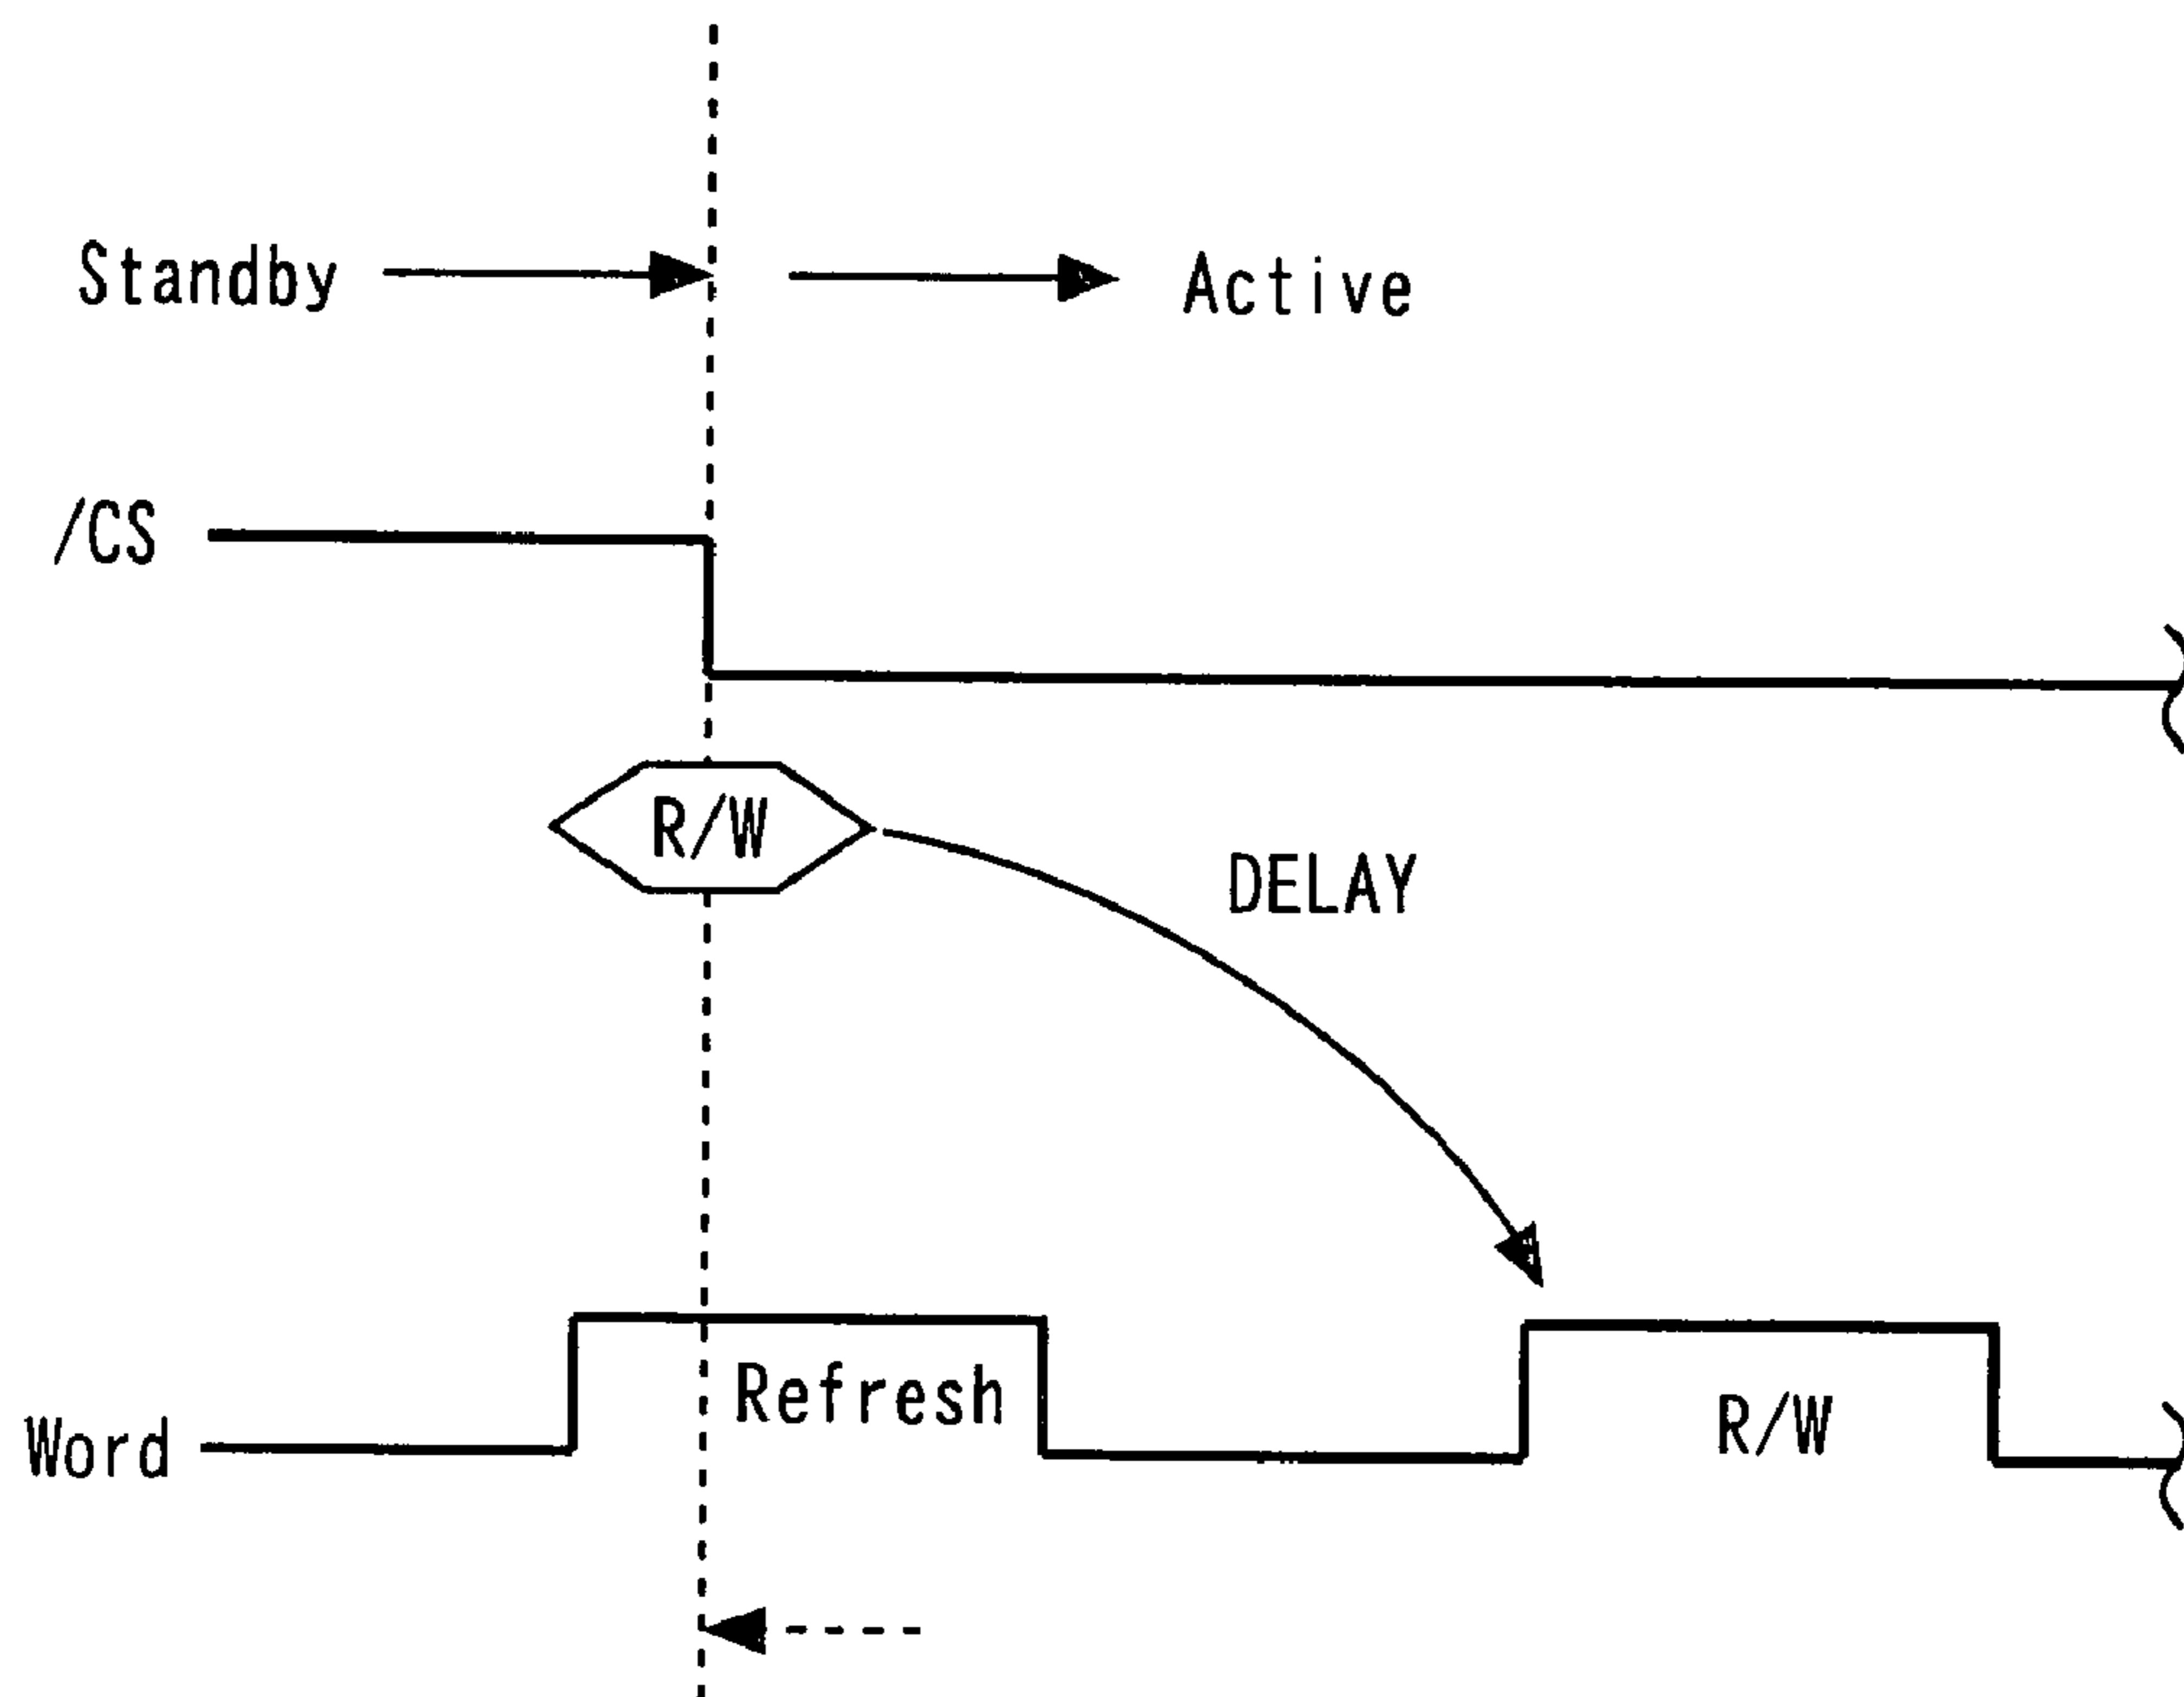 Standby
Active
/CS
R/W
DELAY
Refresh
R/W
Word